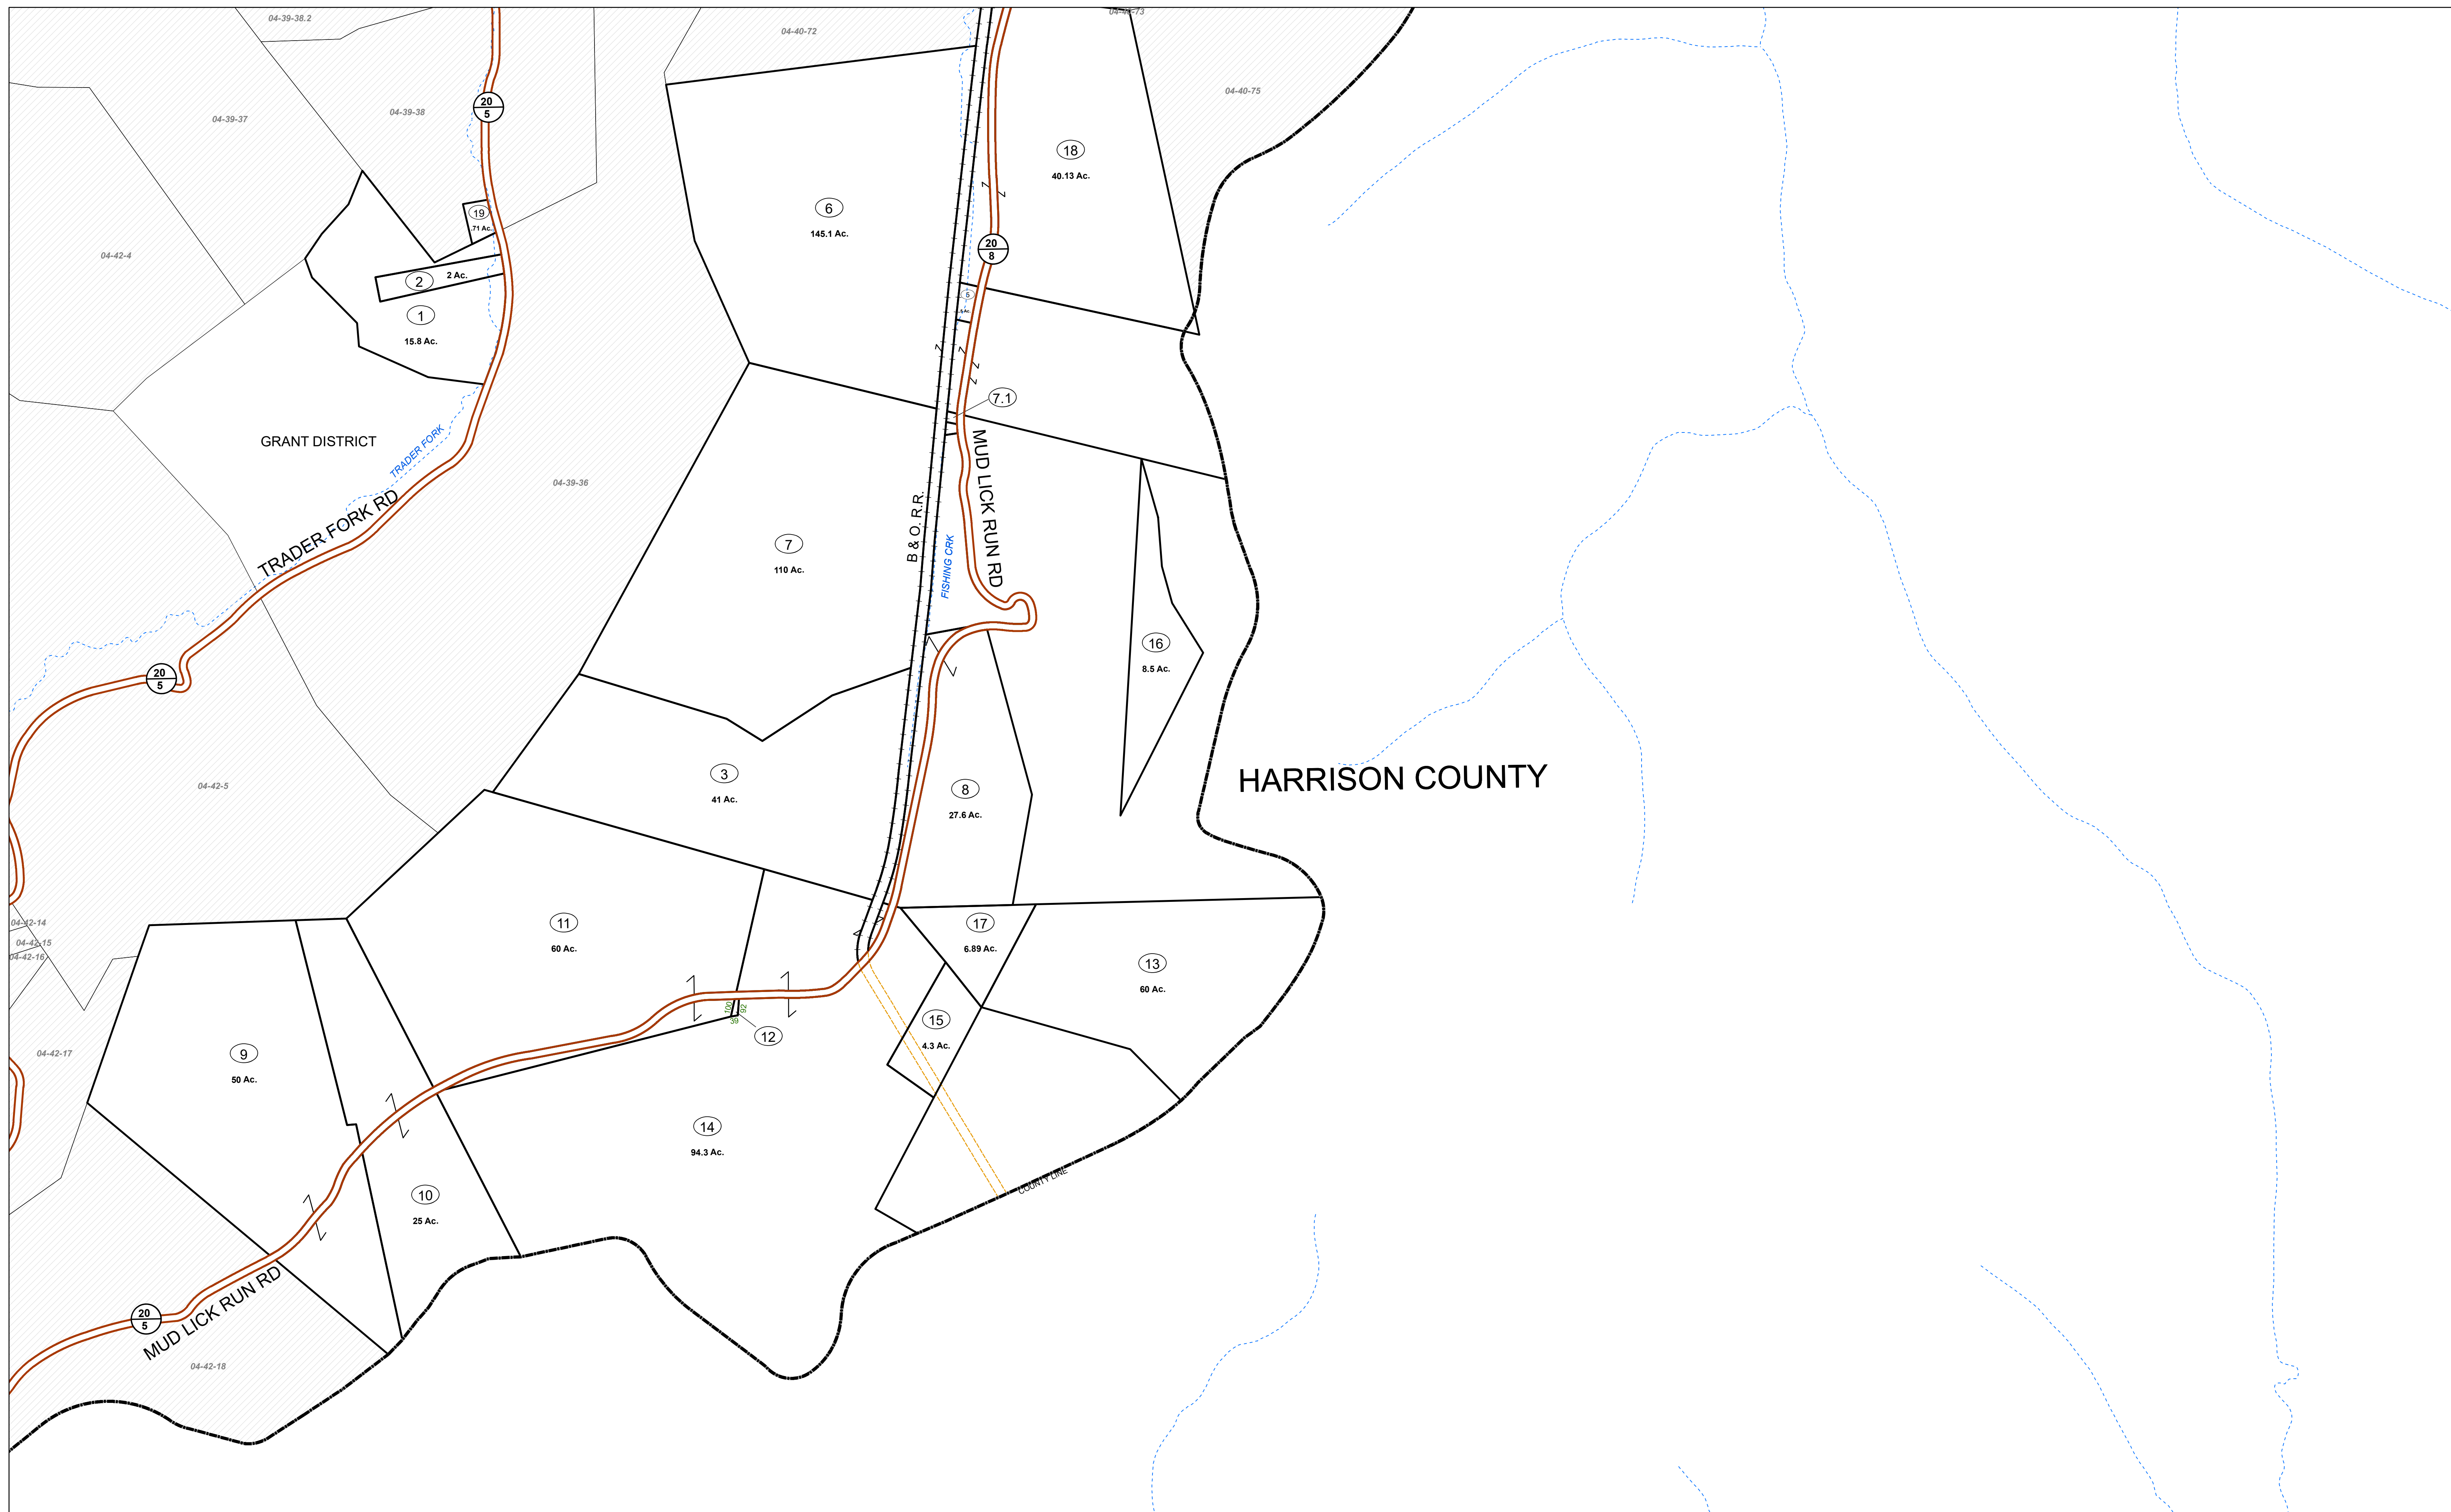 04-39-38.2
04-40-73
04-40-72
04-40-75
20
5
04-39-38
04-39-37
18
40.13 Ac.
6
145.1 Ac.
19
.71 Ac.
20
8
04-42-4
2 Ac.
2
5
1
15.8 Ac.
7.1
GRANT DISTRICT
TRADER FORK
04-39-36
MUD LICK RUN RD
B & O. R.R.
TRADER FORK RD
7
110 Ac.
FISHING CRK
16
8.5 Ac.
20
5
3
41 Ac.
HARRISON COUNTY
04-42-5
8
27.6 Ac.
04-42-14
11
60 Ac.
17
6.89 Ac.
04-42-15
04-42-16
13
60 Ac.
100
92
39
12
15
4.3 Ac.
04-42-17
9
50 Ac.
14
94.3 Ac.
COUNTY LINE
10
25 Ac.
20
5
MUD LICK RUN RD
04-42-18